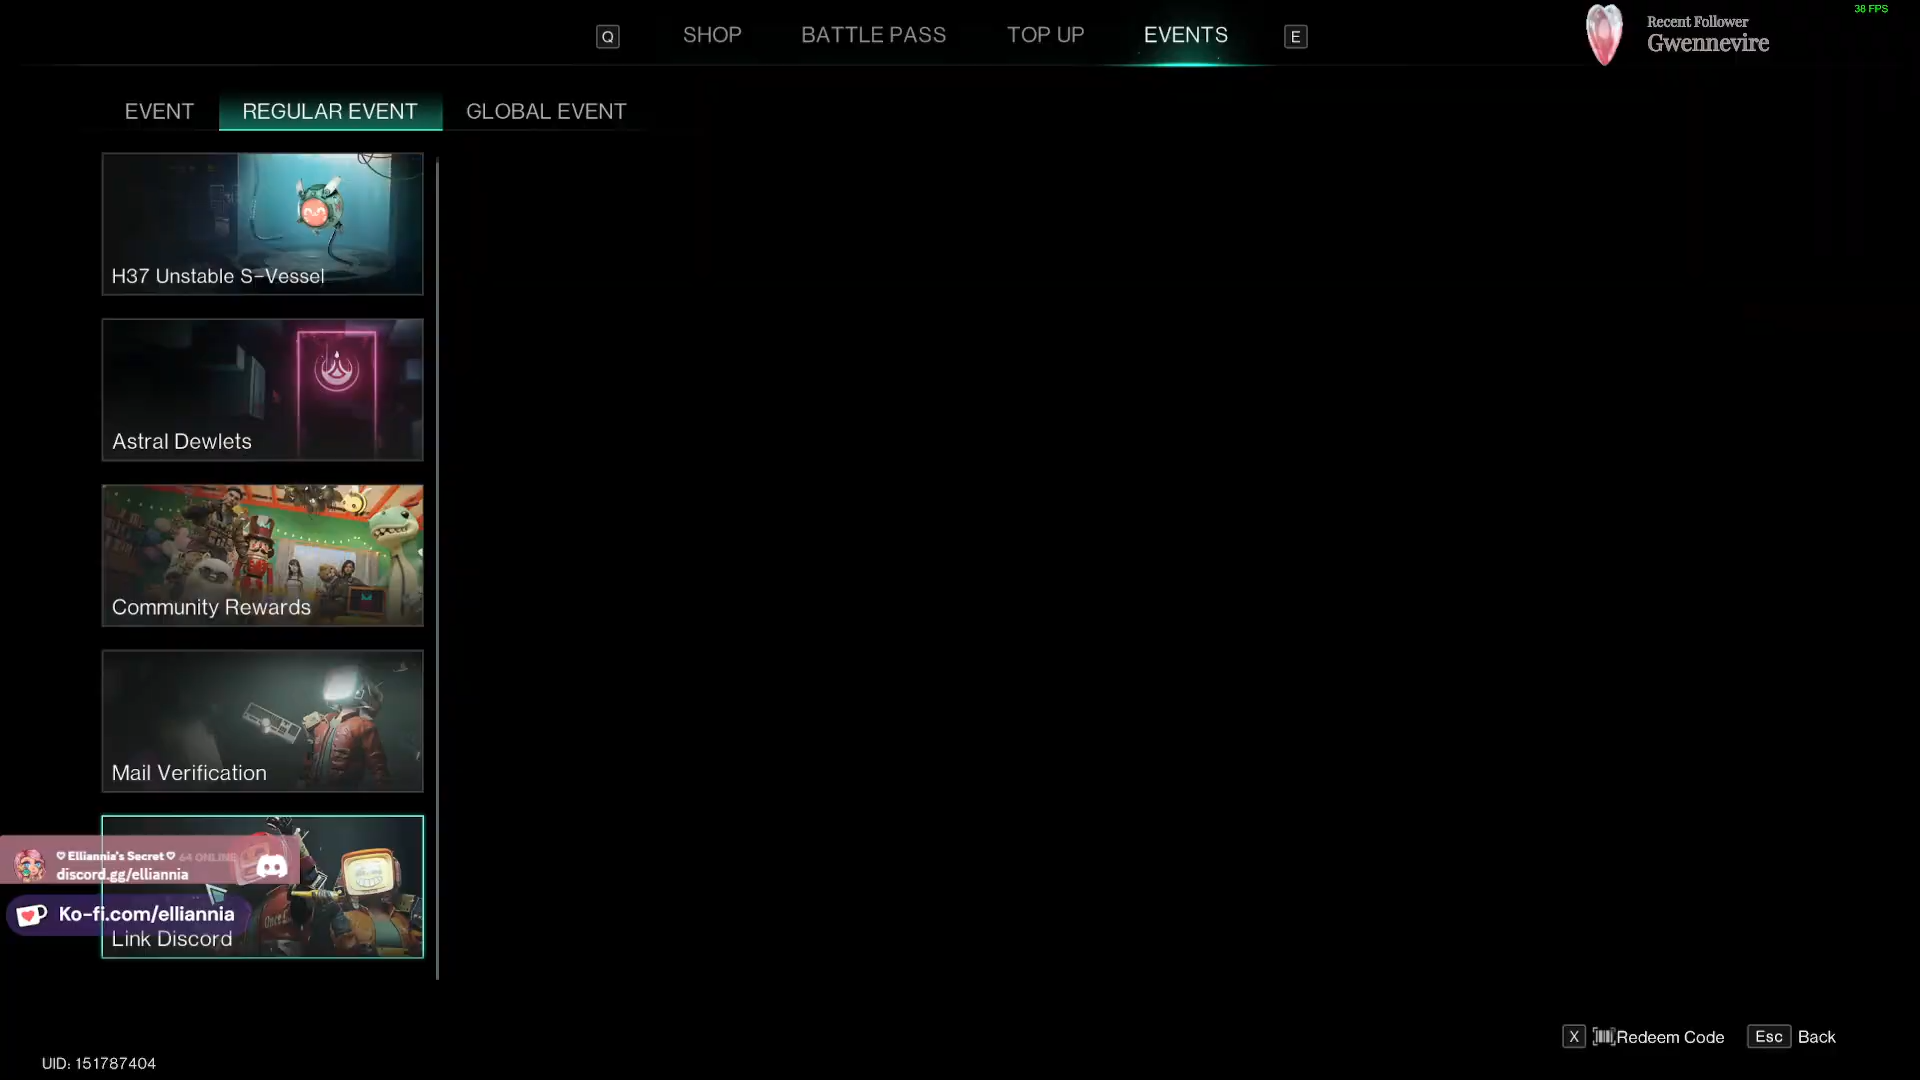 38 FPS
Q
SHOP
BATTLE PASS
TOP UP
EVENTS
E
Recent Follower
Gwennevire
EVENT
REGULAR EVENT
GLOBAL EVENT
H37 Unstable S-Vessel
Astral Dewlets
Community Rewards
Mail Verification
♡ Elliannia's Secret ♡ 64 ONLINE
discord.gg/elliannia
Ko-fi.com/elliannia
Link Discord
X Redeem Code
Esc Back
UID: 151787404